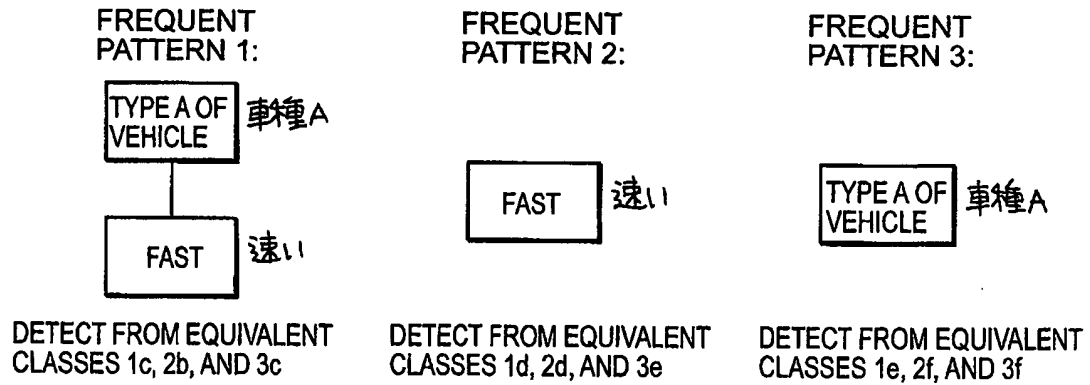 FREQUENT
PATTERN 1:
TYPE A OF
VEHICLE
車種A
FAST
速い
DETECT FROM EQUIVALENT
CLASSES 1c, 2b, AND 3c
FREQUENT
PATTERN 2:
FAST
速い
DETECT FROM EQUIVALENT
CLASSES 1d, 2d, AND 3e
FREQUENT
PATTERN 3:
TYPE A OF
VEHICLE
車種A
DETECT FROM EQUIVALENT
CLASSES 1e, 2f, AND 3f